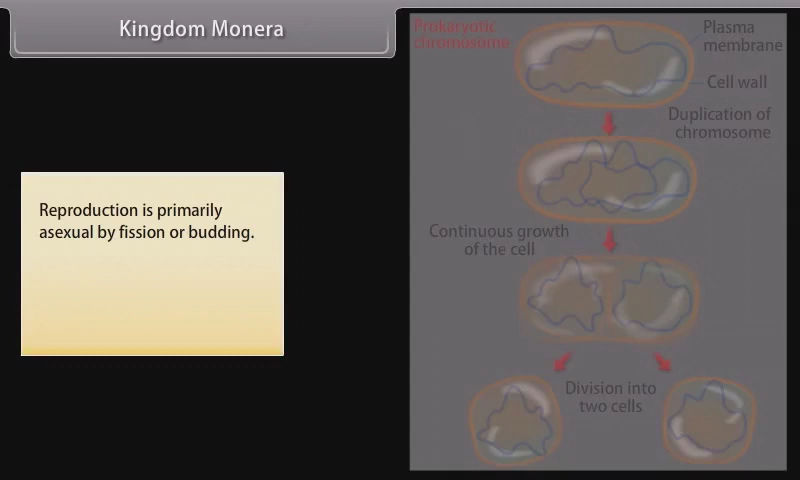 Kingdom Monera
Reproduction is primarily
asexual by fission or budding.
Prokaryotic
chromosome
Plasma
membrane
Cell wall
Duplication of
chromosome
Continuous growth
of the cell
Division into
two cells